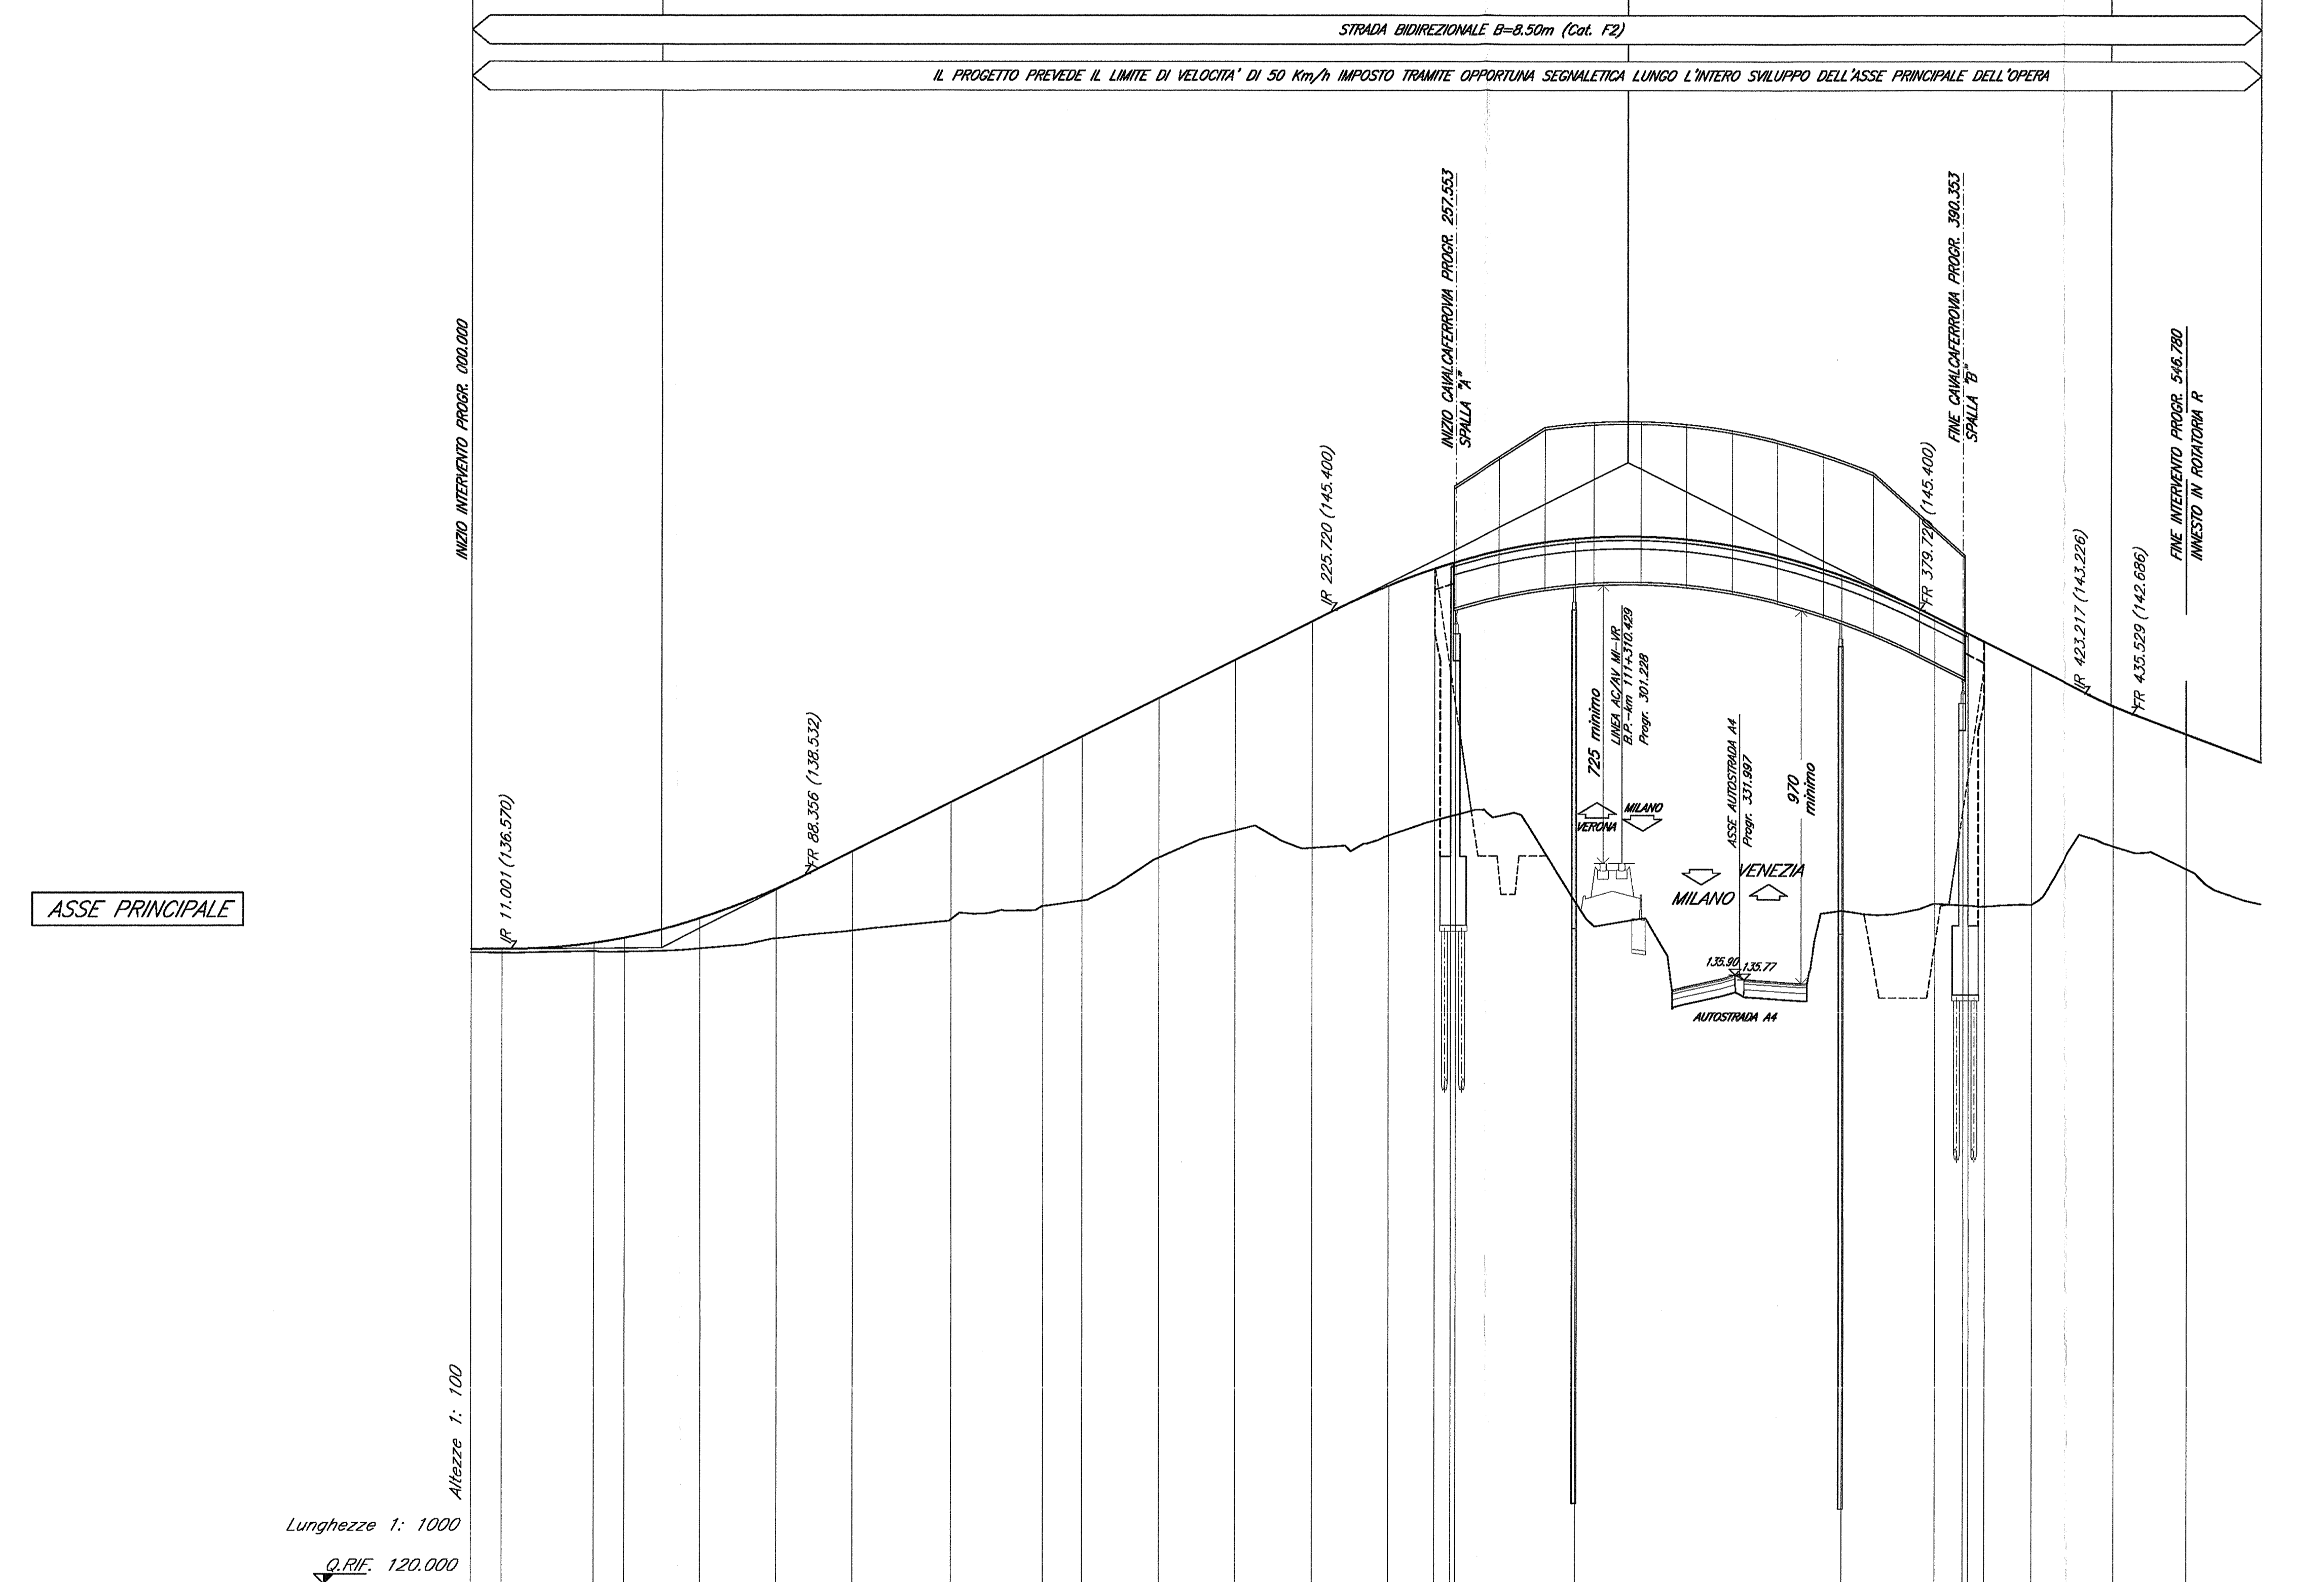 STRADA BIDIREZIONALE B=8.50m (Cat. F2)
IL PROGETTO PREVEDE IL LIMITE DI VELOCITA' DI 50 Km/h IMPOSTO TRAMITE OPPORTUNA SEGNALETICA LUNGO L'INTERO SVILUPPO DELL'ASSE PRINCIPALE DELL'OPERA
INIZIO INTERVENTO PROGR. 000.000
INIZIO CAVALCAFERROVIA PROGR. 257.553
SPALLA "A"
FINE CAVALCAFERROVIA PROGR. 390.353
SPALLA "B"
FINE INTERVENTO PROGR. 546.780
INNESTO IN ROTATORIA R
IR 11.001 (136.570)
FR 88.356 (138.532)
IR 225.720 (145.400)
FR 379.720 (145.400)
IR 423.217 (143.226)
FR 435.529 (142.686)
725 minimo
LINEA AC/AV MI-VR
B.P.-km 111+310.429
Progr. 301.228
VERONA
MILANO
ASSE AUTOSTRADA A4
Progr. 331.997
970
minimo
MILANO
VENEZIA
135.90
135.77
AUTOSTRADA A4
ASSE PRINCIPALE
Altezze 1: 100
Lunghezze 1: 1000
Q.RIF. 120.000